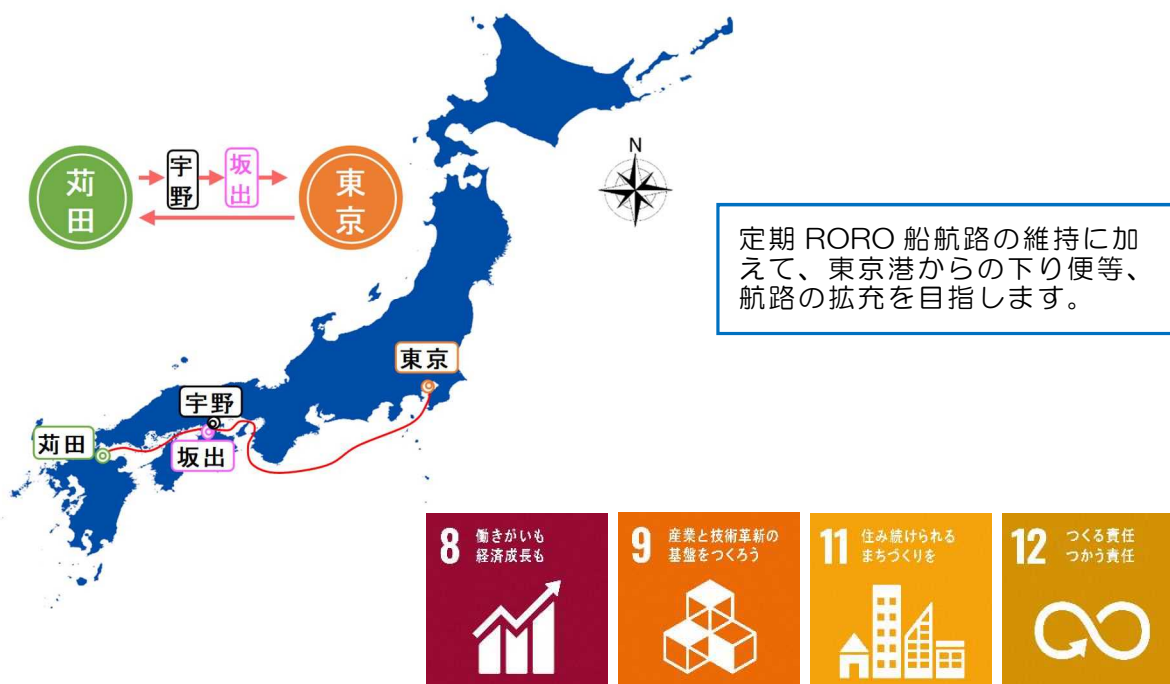 苅田
宇野
坂出
東京
N
定期 RORO 船航路の維持に加
えて、東京港からの下り便等、
航路の拡充を目指します。
東京
宇野
苅田
坂出
8 働きがいも
経済成長も
9 産業と技術革新の
基盤をつくろう
11 住み続けられる
まちづくりを
12 つくる責任
つかう責任